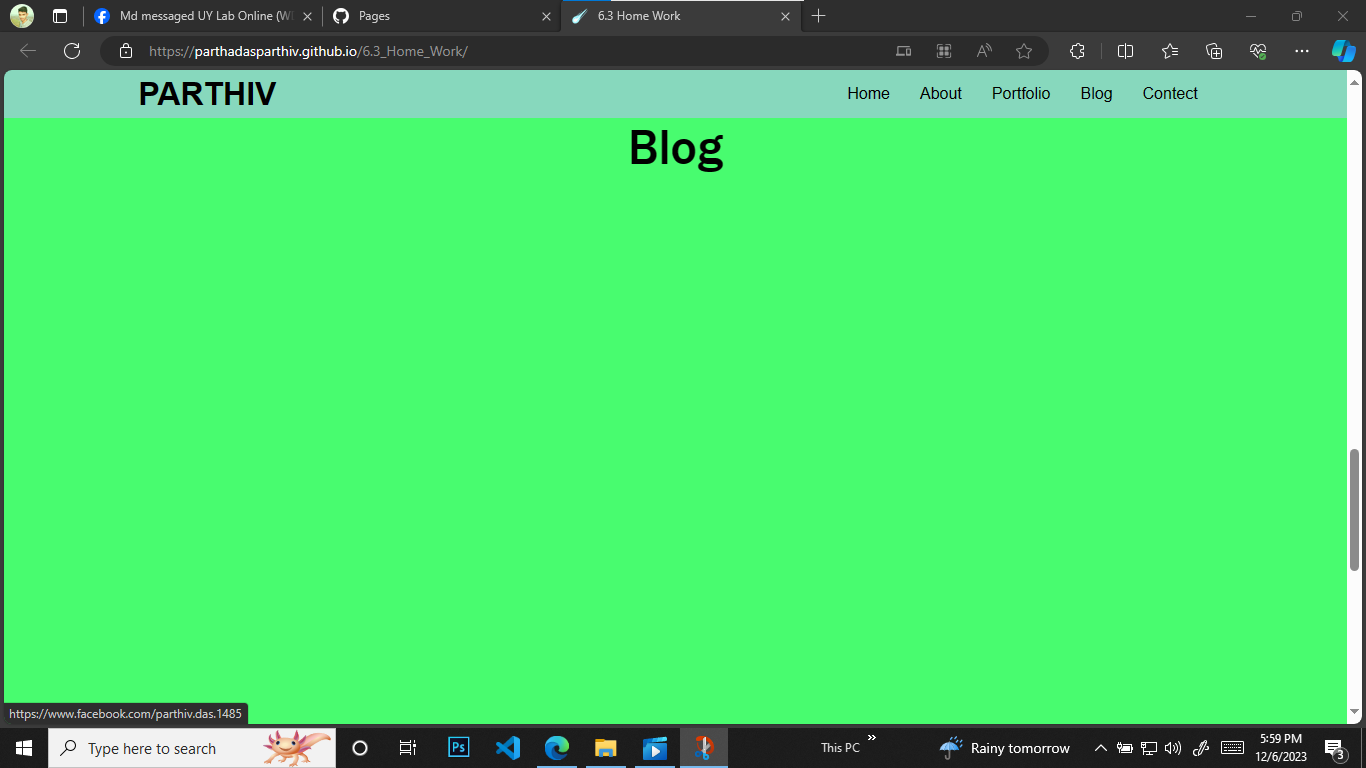 Md messaged UY Lab Online (WI
Pages
6.3 Home Work
https://parthadasparthiv.github.io/6.3_Home_Work/
PARTHIV
Home About Portfolio Blog Contect
Blog
https://www.facebook.com/parthiv.das.1485
Type here to search
Ps
This PC
Rainy tomorrow
5:59 PM
12/6/2023
3